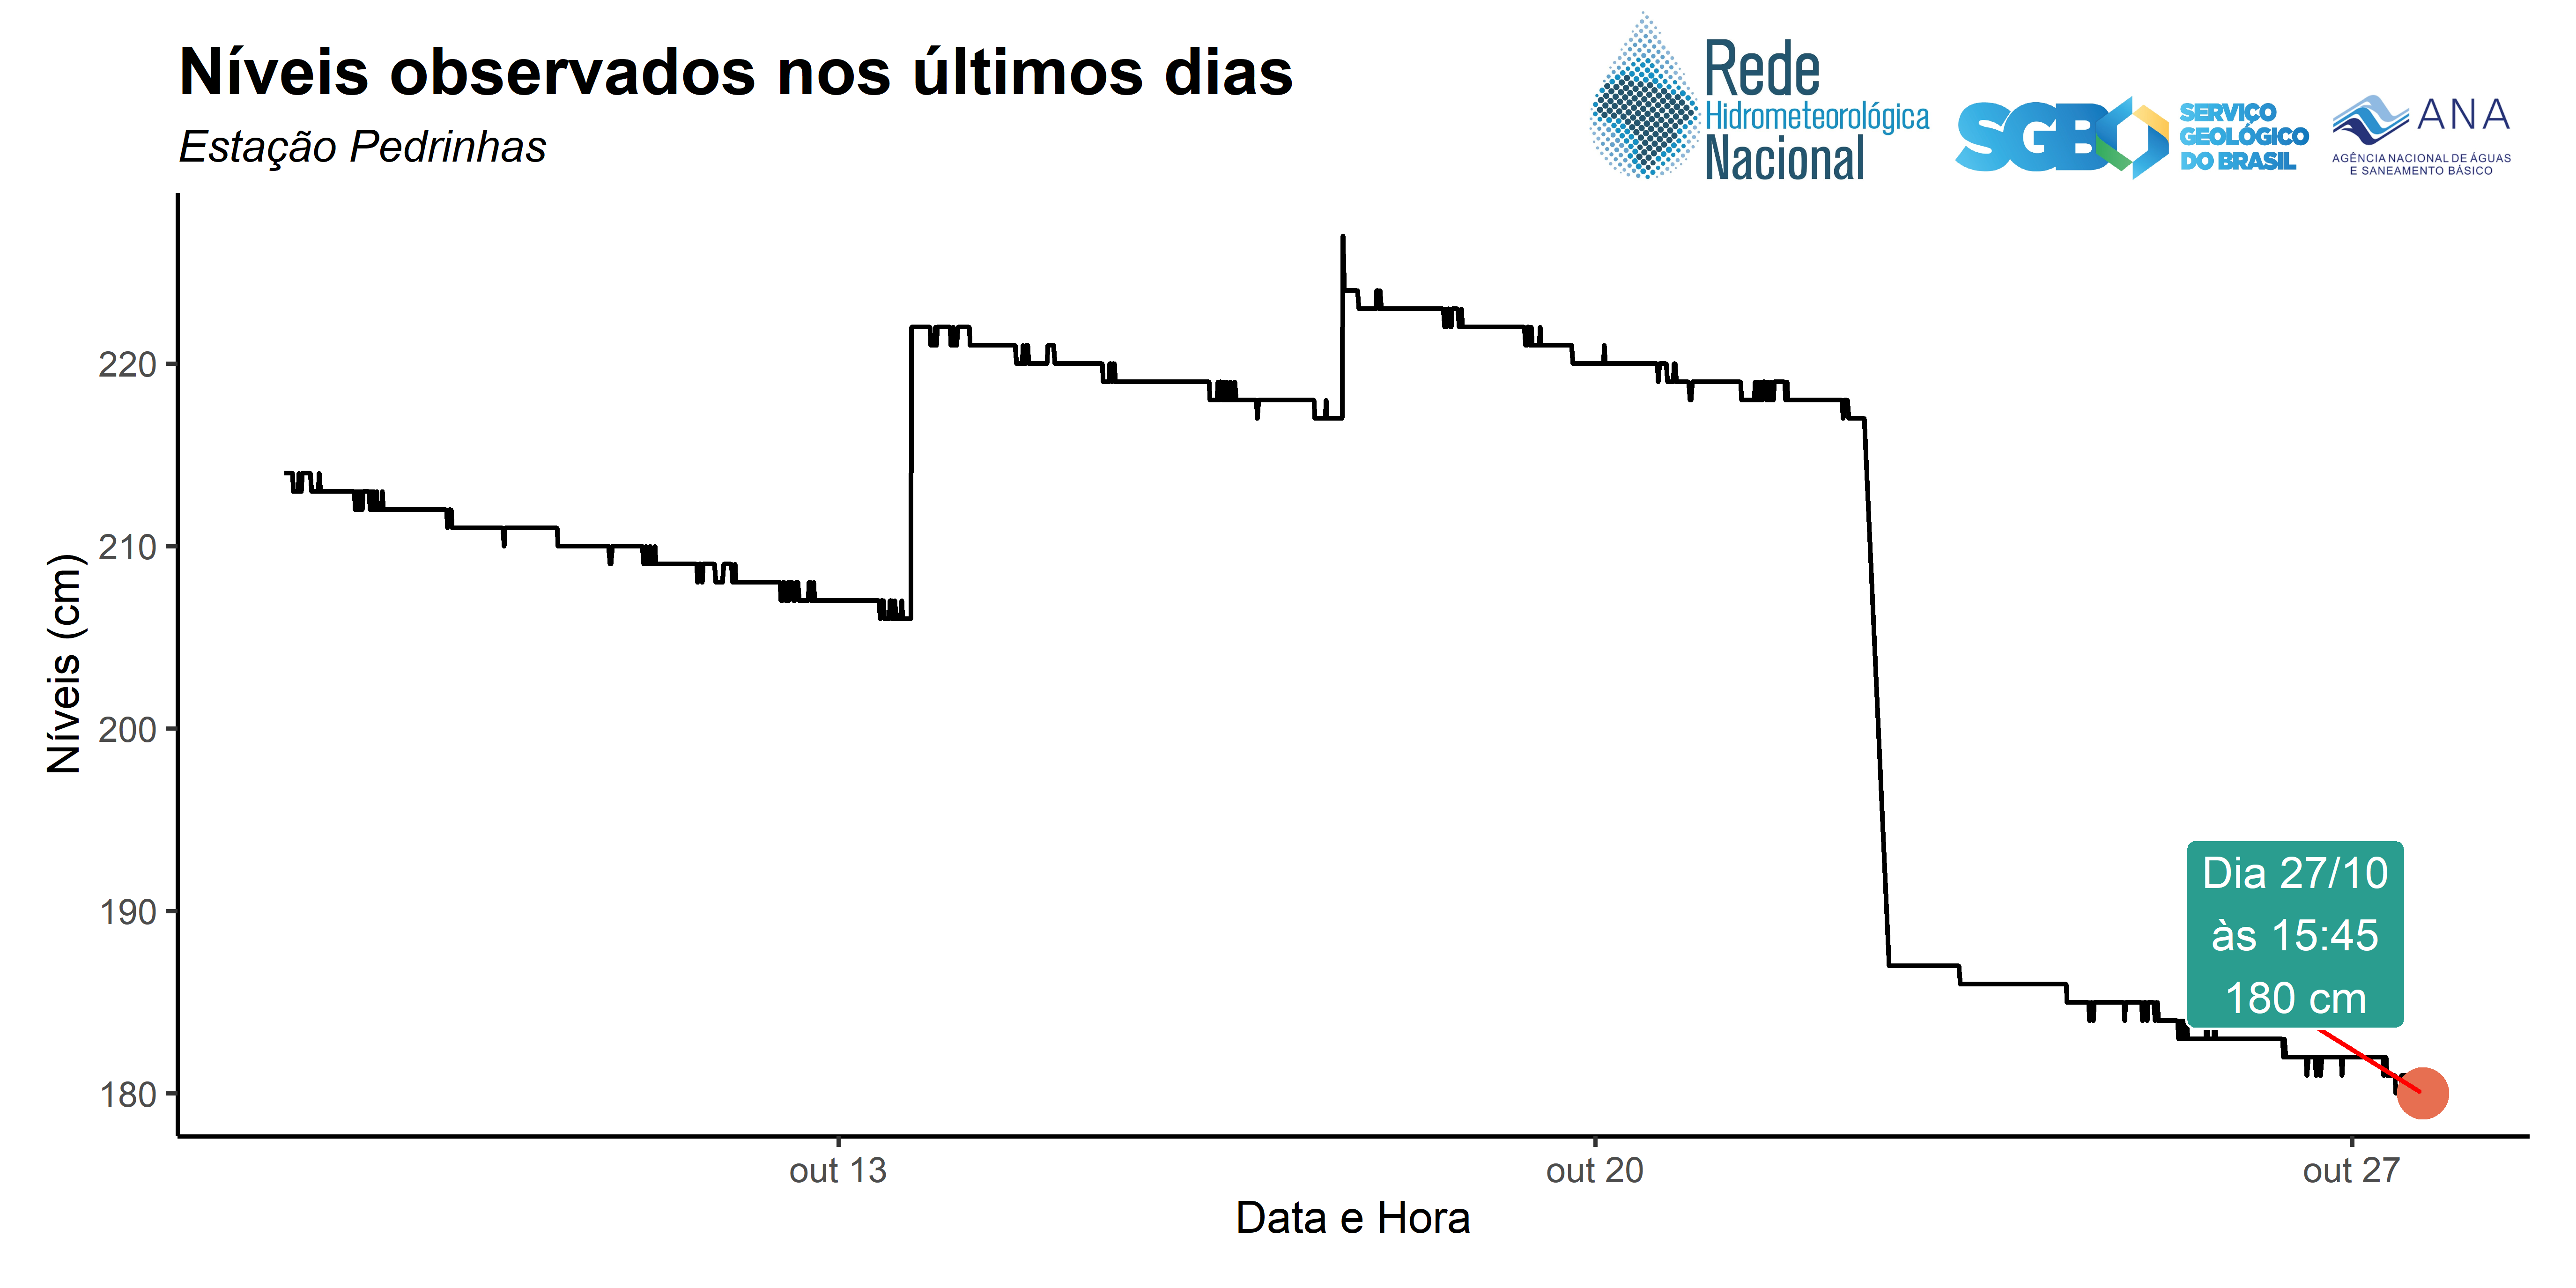 Níveis observados nos últimos dias
Estação Pedrinhas
Rede
Hidrometeorológica
Nacional
SGB
SERVIÇO
GEOLÓGICO
DO BRASIL
ANA
AGÊNCIA NACIONAL DE ÁGUAS
E SANEAMENTO BÁSICO
Níveis (cm)
220
210
200
190
180
Dia 27/10
às 15:45
180 cm
out 13
out 20
out 27
Data e Hora